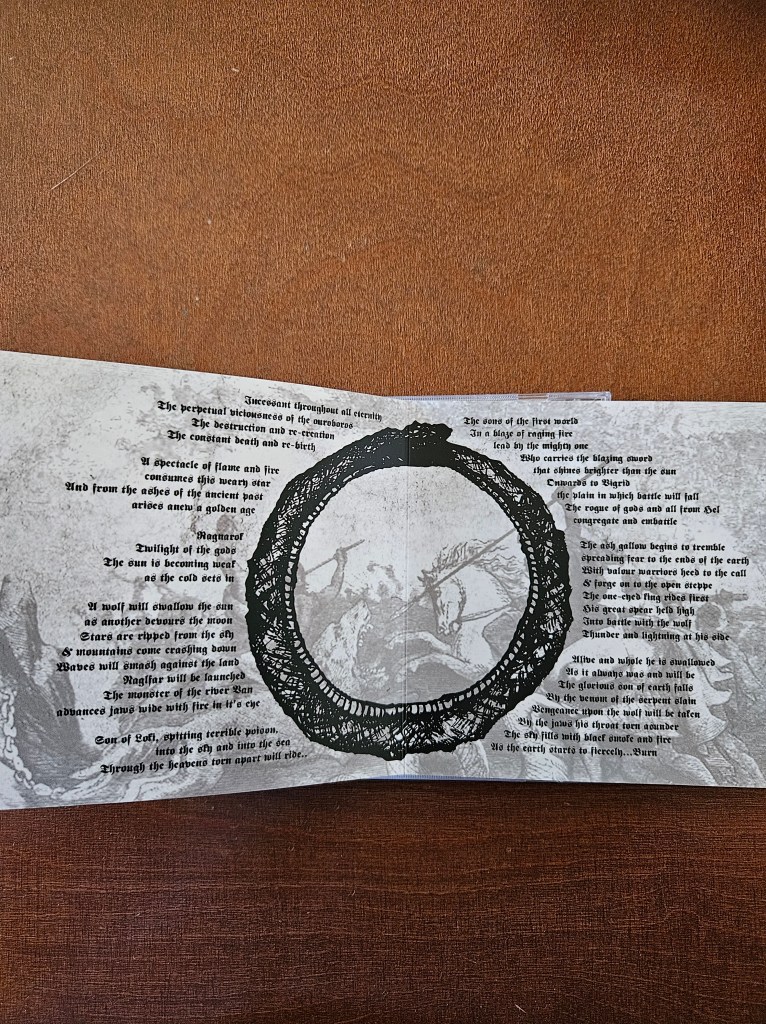 Incessant throughout all eternity
The perpetual viciousness of the ouroboros
The destruction and re-creation
The constant death and re-birth
A spectacle of flame and fire
consumes this weary star
And from the ashes of the ancient past
arises anew a golden age
Ragnarok
Twilight of the gods
The sun is becoming weak
as the cold sets in
A wolf will swallow the sun
as another devours the moon
Stars are ripped from the sky
& mountains come crashing down
Waves will smash against the land
Naglfar will be launched
The monster of the river Van
advances jaws wide with fire in it's eye
Son of Loki, spitting terrible poison,
into the sky and into the sea
Through the heavens torn apart will ride..
The sons of the first world
In a blaze of raging fire
lead by the mighty one
Who carries the blazing sword
that shines brighter than the sun
Onwards to Vigrid
the plain in which battle will fall
The rogue of gods and all from Hel
congregate and embattle
The ash gallow begins to tremble
spreading fear to the ends of the earth
With valour warriors heed to the call
& forge on to the open steppe
The one-eyed king rides first
His great spear held high
Into battle with the wolf
Thunder and lightning at his side
Alive and whole he is swallowed
As it always was and will be
The glorious son of earth falls
By the venom of the serpent slain
Vengeance upon the wolf will be taken
By the jaws his throat torn asunder
The sky fills with black smoke and fire
As the earth starts to fiercely...Burn